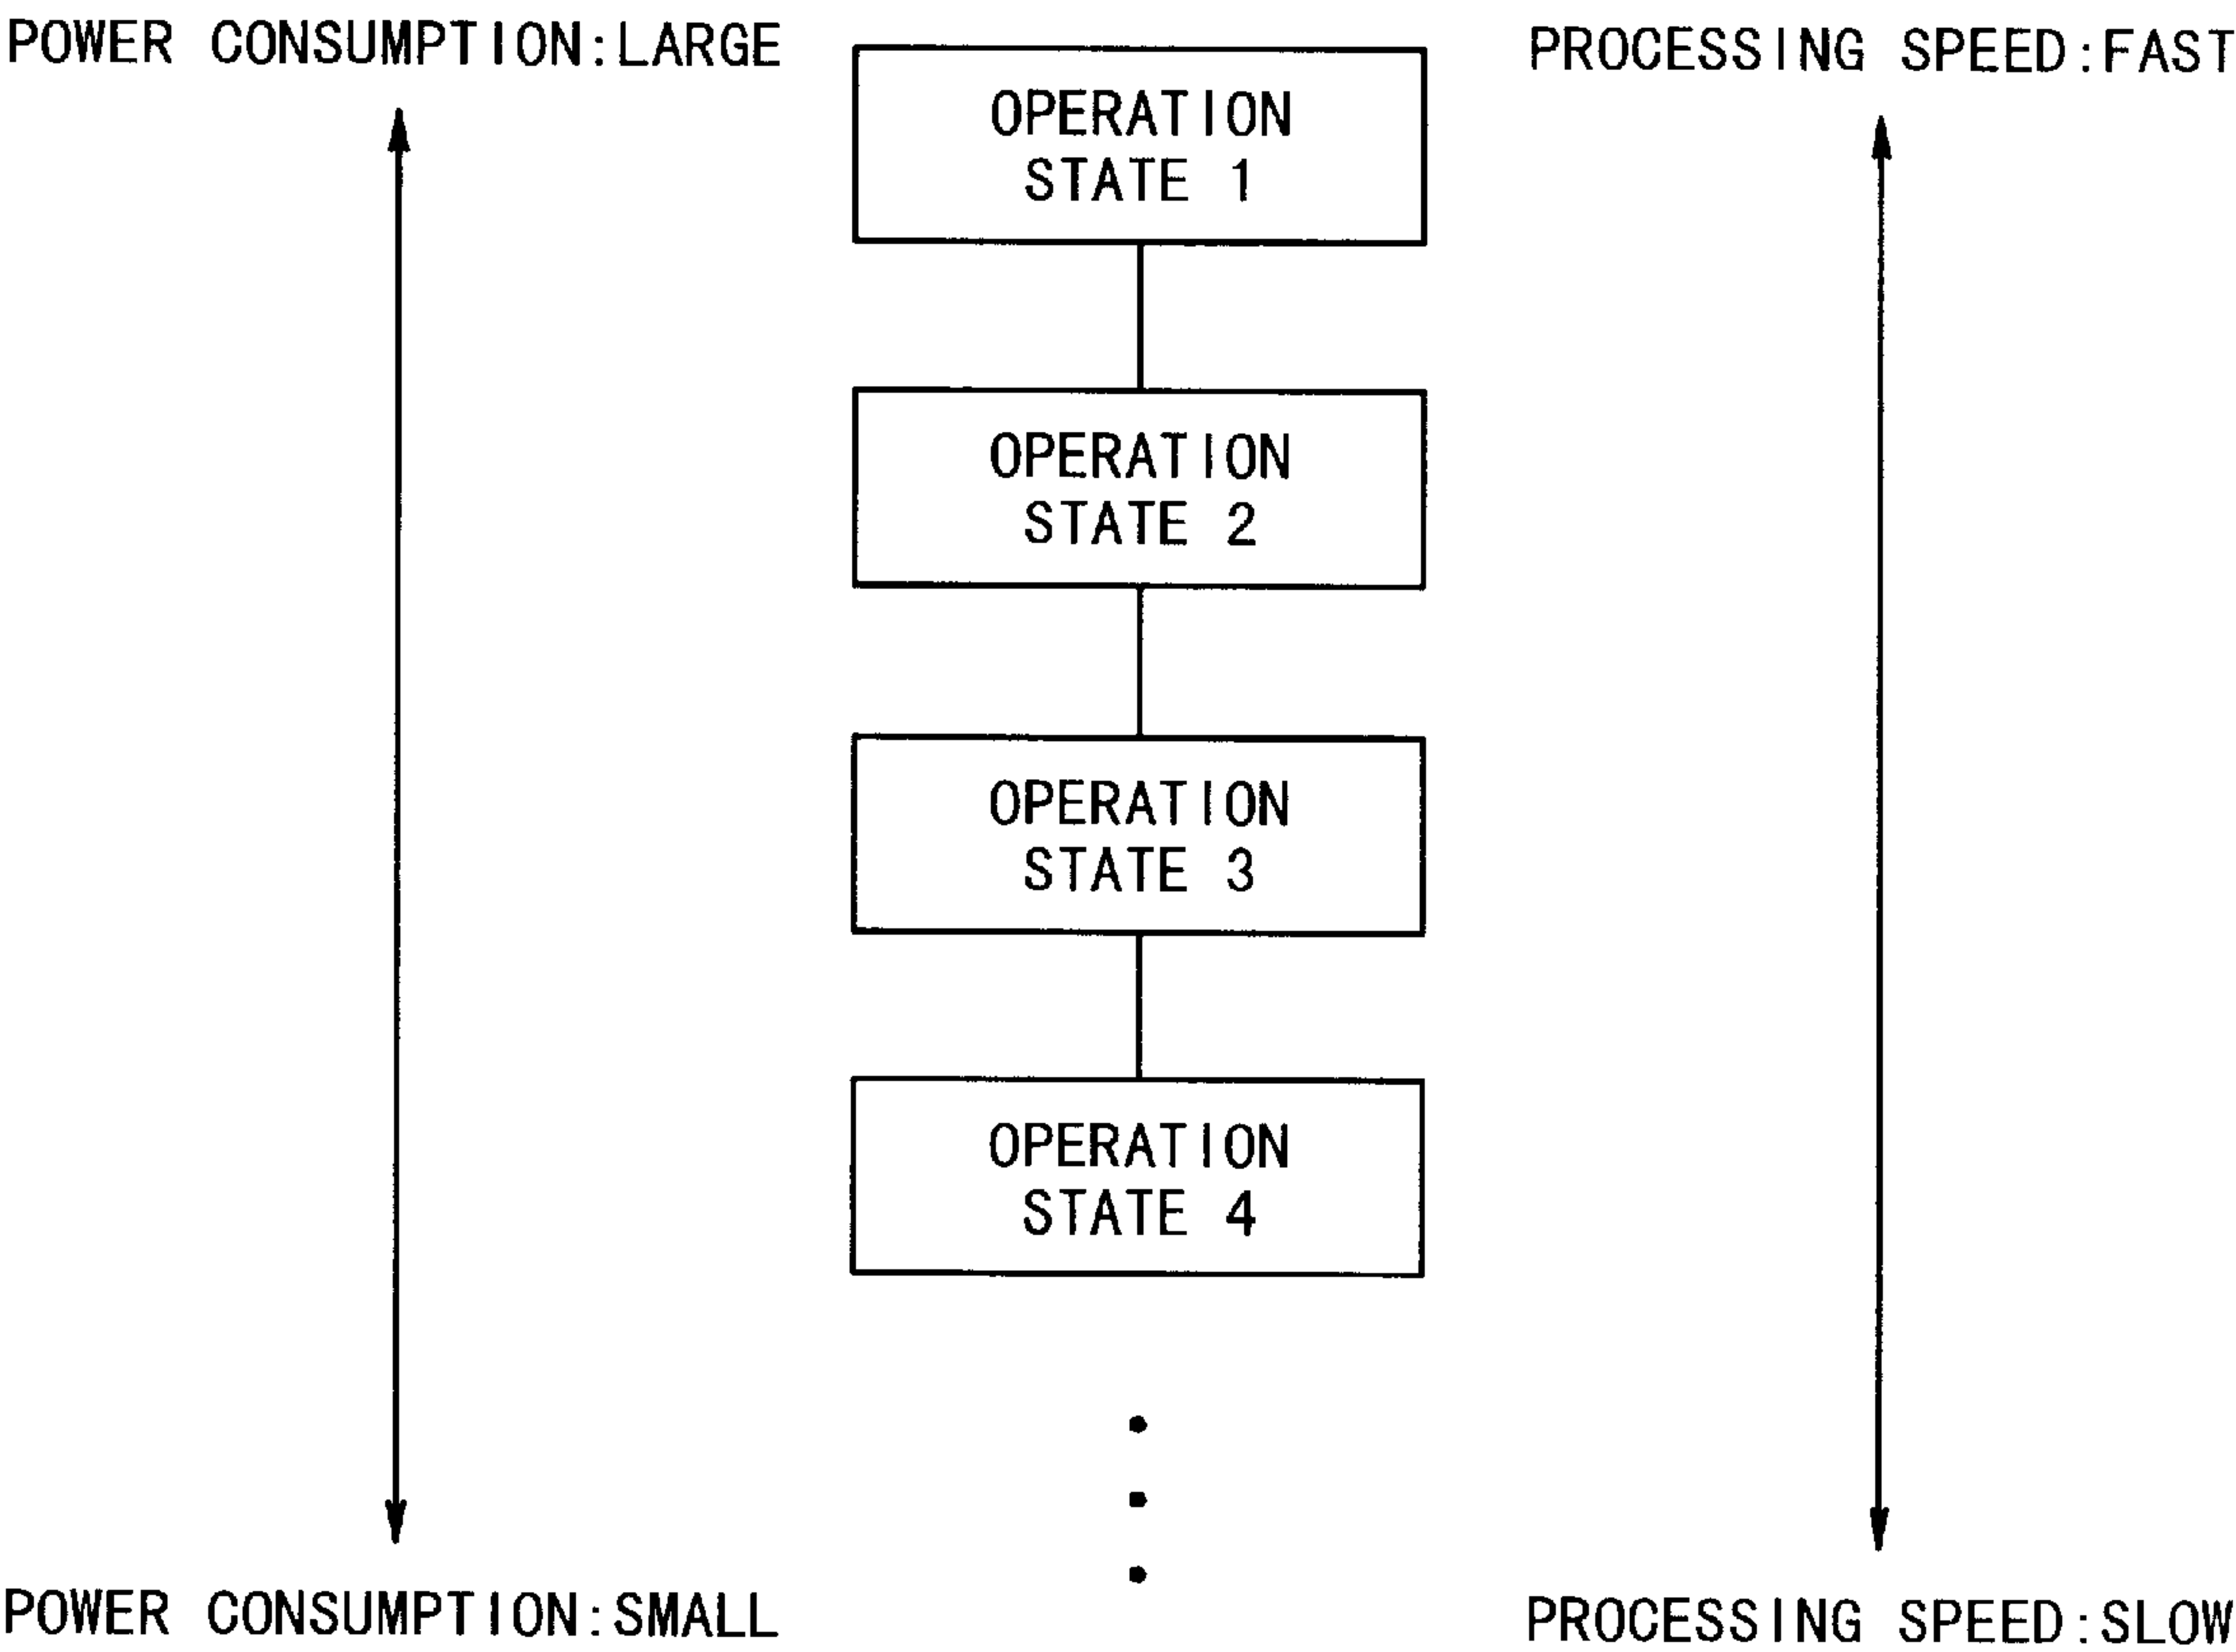 POWER CONSUMPTION:LARGE
PROCESSING SPEED:FAST
OPERATION
STATE 1
OPERATION
STATE 2
OPERATION
STATE 3
OPERATION
STATE 4
POWER CONSUMPTION:SMALL
PROCESSING SPEED:SLOW